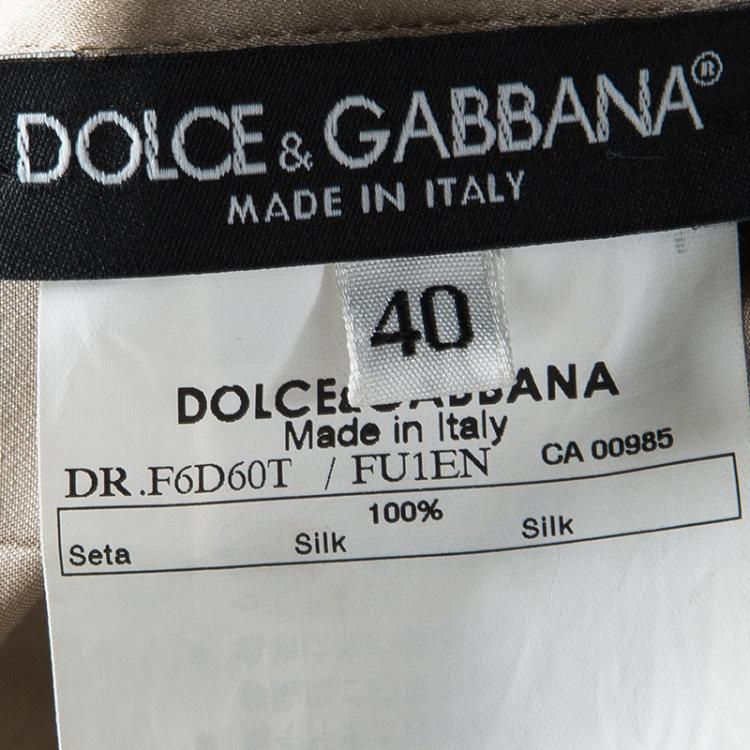 DOLCE & GABBANA®
MADE IN ITALY
40
DOLCE&GABBANA
Made in Italy
DR.F6D60T / FU1EN CA 00985
100%
Seta Silk Silk